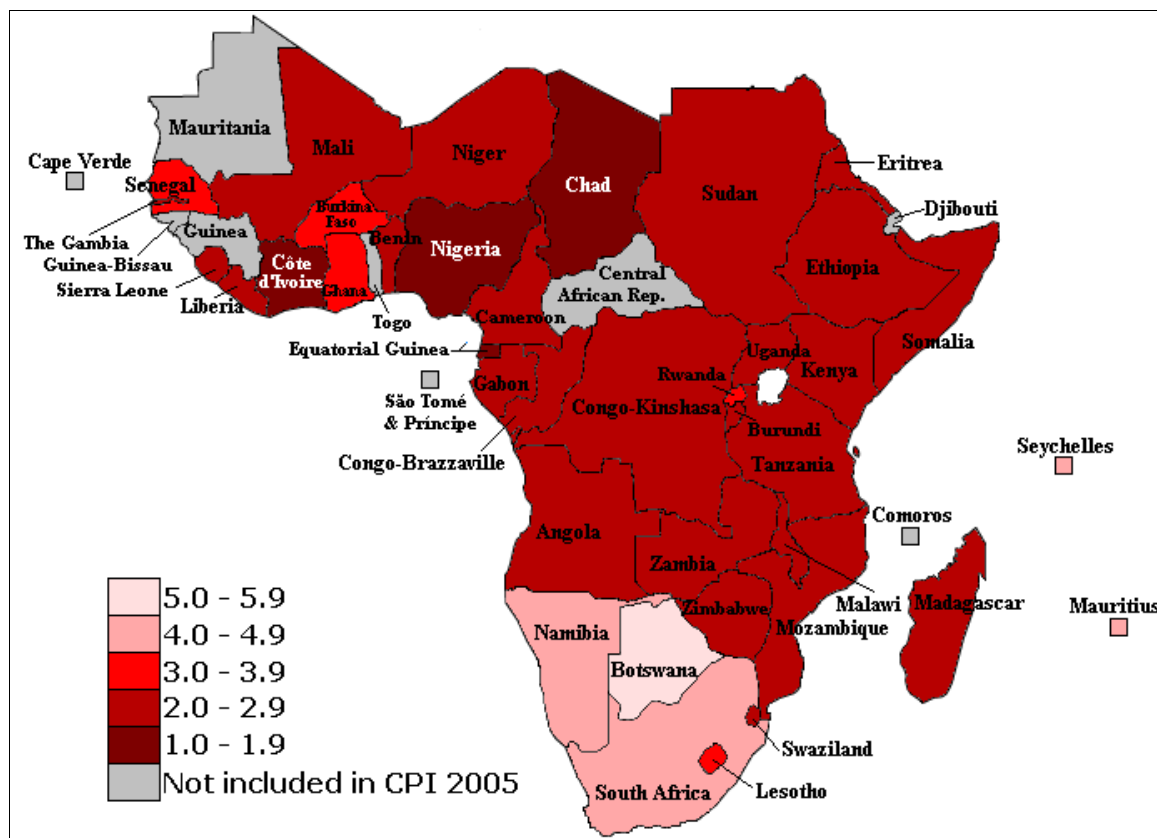 Mauritania
Mali
Niger
Cape Verde
Senegal
Chad
Sudan
Eritrea
Burkina
Faso
Djibouti
The Gambia
Guinea
Benin
Nigeria
Guinea-Bissau
Côte
d'Ivoire
Central
African Rep.
Ethiopia
Sierra Leone
Ghana
Liberia
Togo
Cameroon
Somalia
Equatorial Guinea
Uganda
Kenya
Gabon
Rwanda
São Tomé
& Príncipe
Congo-Kinshasa
Burundi
Congo-Brazzaville
Tanzania
Seychelles
Comoros
Angola
Zambia
Malawi
Madagascar
Mauritius
Zimbabwe
Mozambique
Namibia
Botswana
Swaziland
South Africa
Lesotho
5.0 - 5.9
4.0 - 4.9
3.0 - 3.9
2.0 - 2.9
1.0 - 1.9
Not included in CPI 2005